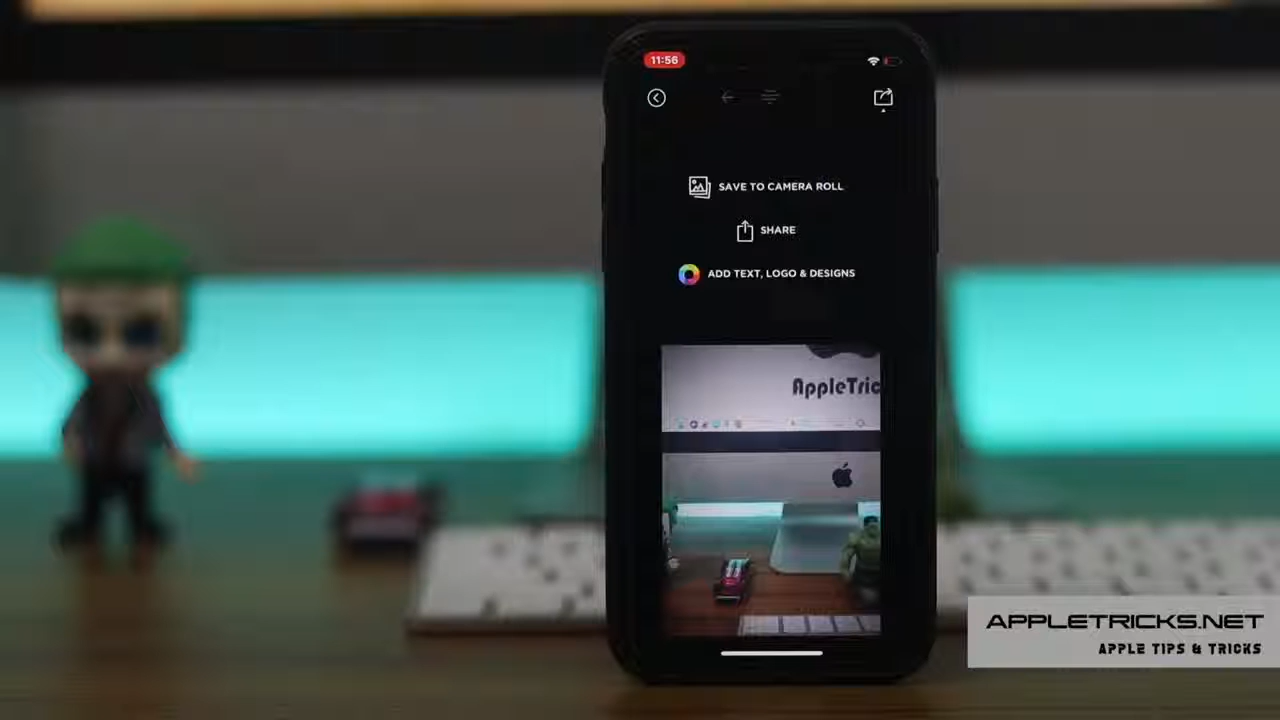 11:56
SAVE TO CAMERA ROLL
SHARE
ADD TEXT, LOGO & DESIGNS
AppleTric
APPLETRICKS.NET
APPLE TIPS & TRICKS